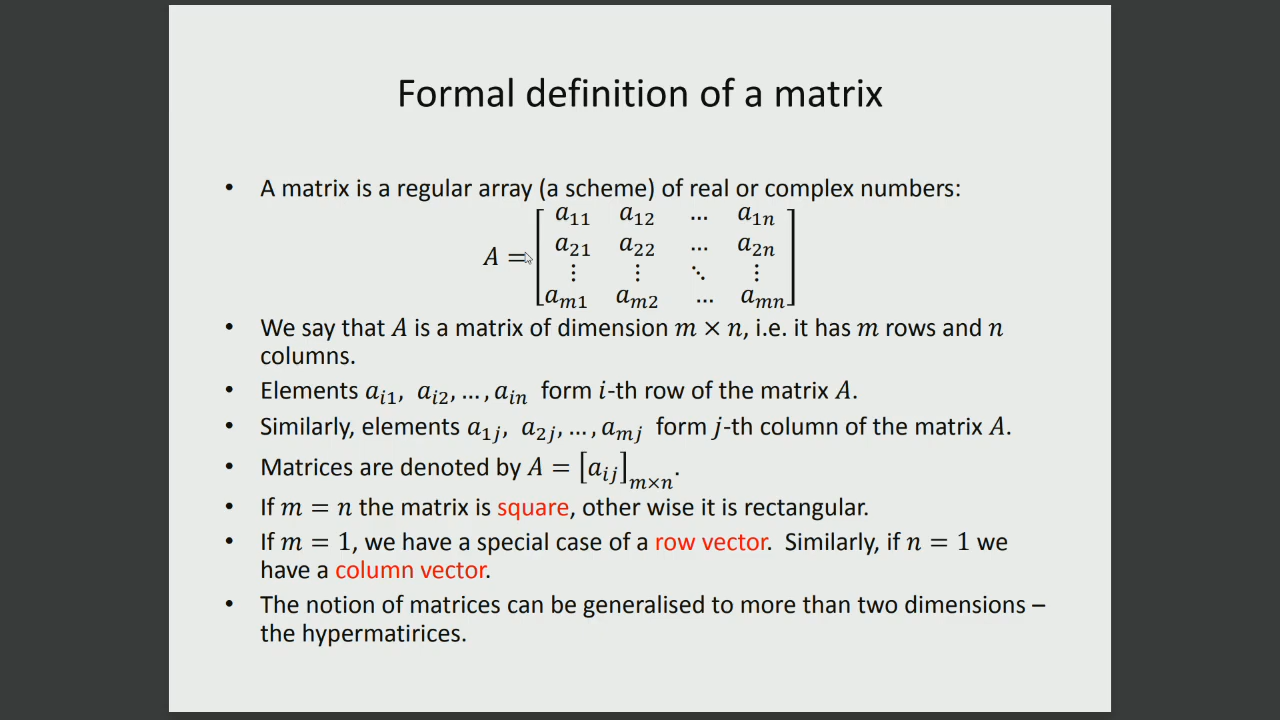 Formal definition of a matrix
• A matrix is a regular array (a scheme) of real or complex numbers:
A = [ a₁₁ a₁₂ … a₁ₙ
a₂₁ a₂₂ … a₂ₙ
⋮ ⋮ ⋱ ⋮
aₘ₁ aₘ₂ … aₘₙ ]
• We say that A is a matrix of dimension m × n, i.e. it has m rows and n
columns.
• Elements aᵢ₁, aᵢ₂, … , aᵢₙ form i-th row of the matrix A.
• Similarly, elements a₁ⱼ, a₂ⱼ, … , aₘⱼ form j-th column of the matrix A.
• Matrices are denoted by A = [aᵢⱼ]ₘ×ₙ.
• If m = n the matrix is square, other wise it is rectangular.
• If m = 1, we have a special case of a row vector. Similarly, if n = 1 we
have a column vector.
• The notion of matrices can be generalised to more than two dimensions –
the hypermatirices.